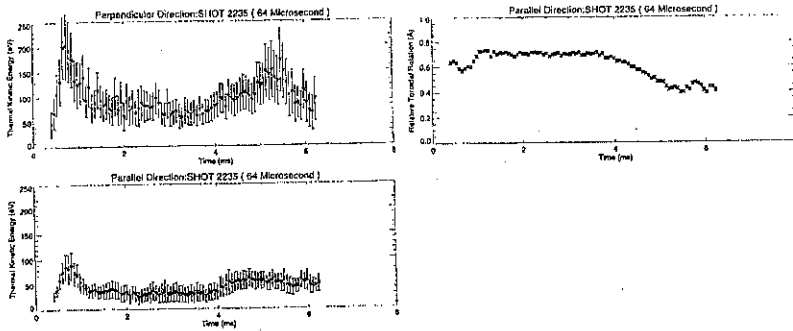 Perpendicular Direction:SHOT 2235 ( 64 Microsecond )
Thermal Kinetic Energy (eV)
250
200
150
100
50
0
0 2 4 6 8
Time (ms)
Parallel Direction:SHOT 2235 ( 64 Microsecond )
Relative Toroidal Rotation (A)
1.0
0.8
0.6
0.4
0.2
0.0
0 2 4 6
Time (ms)
Parallel Direction:SHOT 2235 ( 64 Microsecond )
Thermal Kinetic Energy (eV)
250
200
150
100
50
0
0 2 4 6 8
Time (ms)